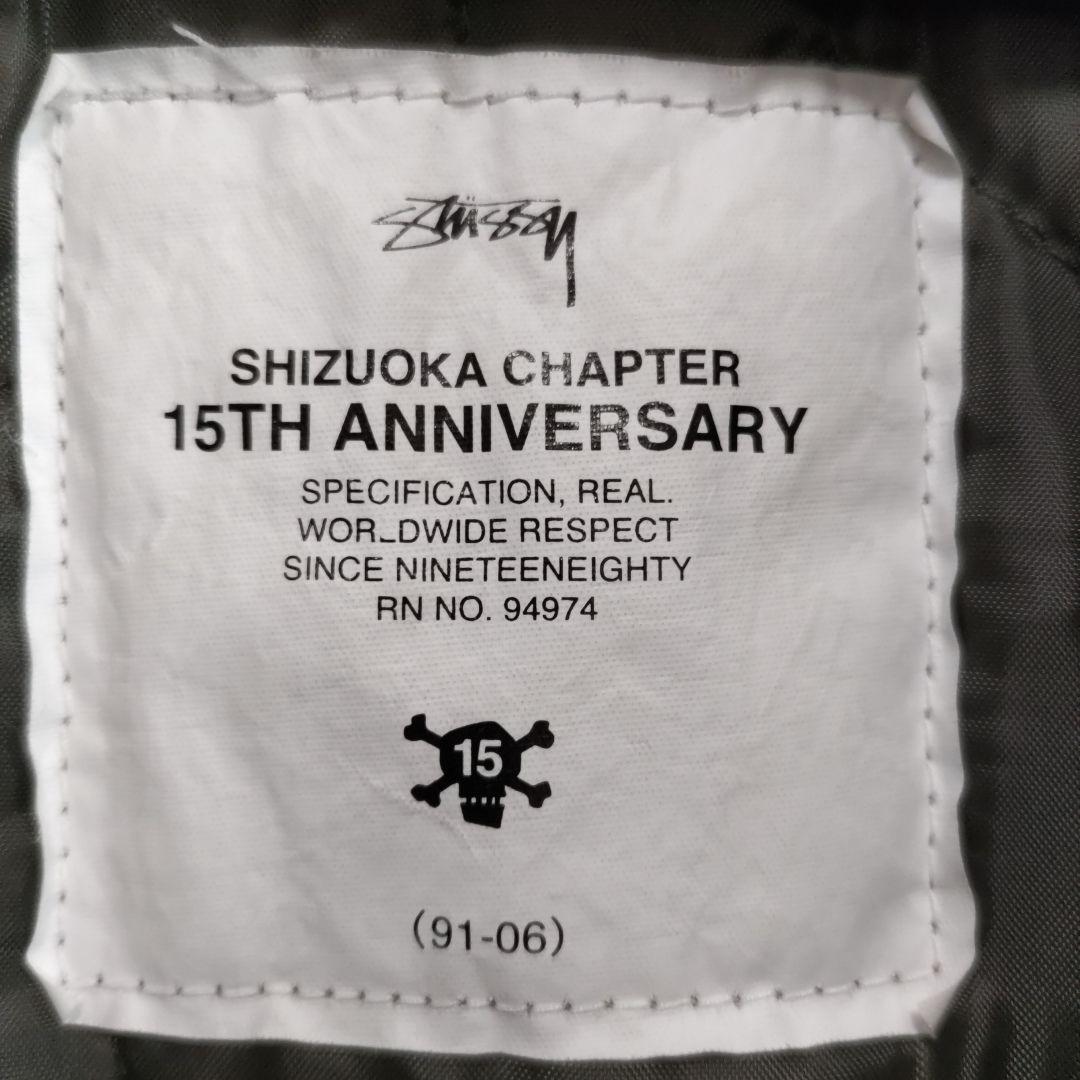 Stüssy
SHIZUOKA CHAPTER
15TH ANNIVERSARY
SPECIFICATION, REAL.
WORLDWIDE RESPECT
SINCE NINETEENEIGHTY
RN NO. 94974
15
(91-06)